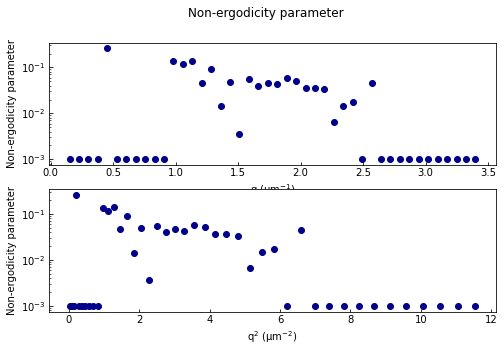 Non-ergodicity parameter
Non-ergodicity parameter
10⁻¹
10⁻²
10⁻³
0.0 0.5 1.0 1.5 2.0 2.5 3.0 3.5
q (μm⁻¹)
Non-ergodicity parameter
10⁻¹
10⁻²
10⁻³
0 2 4 6 8 10 12
q² (μm⁻²)